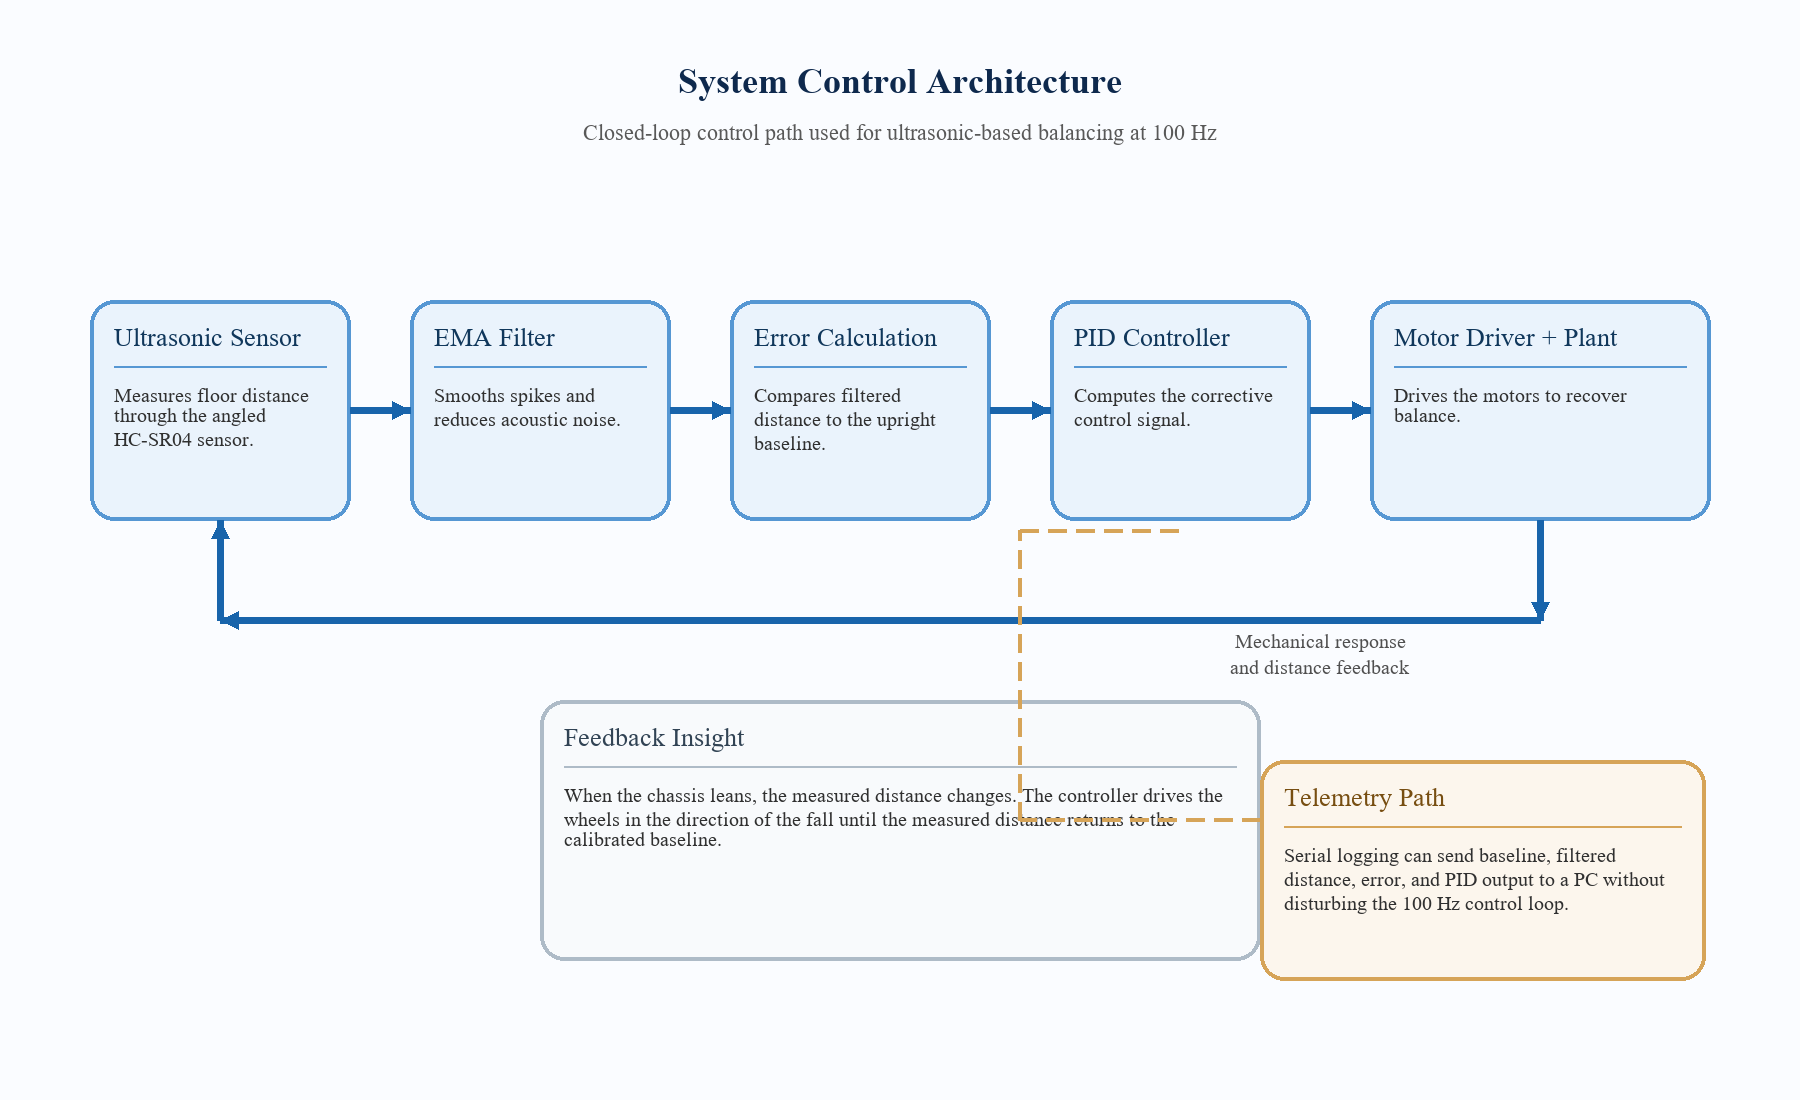 System Control Architecture
Closed-loop control path used for ultrasonic-based balancing at 100 Hz
Ultrasonic Sensor
Measures floor distance
through the angled
HC-SR04 sensor.
EMA Filter
Smooths spikes and
reduces acoustic noise.
Error Calculation
Compares filtered
distance to the upright
baseline.
PID Controller
Computes the corrective
control signal.
Motor Driver + Plant
Drives the motors to recover
balance.
Mechanical response
and distance feedback
Feedback Insight
When the chassis leans, the measured distance changes. The controller drives the
wheels in the direction of the fall until the measured distance returns to the
calibrated baseline.
Telemetry Path
Serial logging can send baseline, filtered
distance, error, and PID output to a PC without
disturbing the 100 Hz control loop.